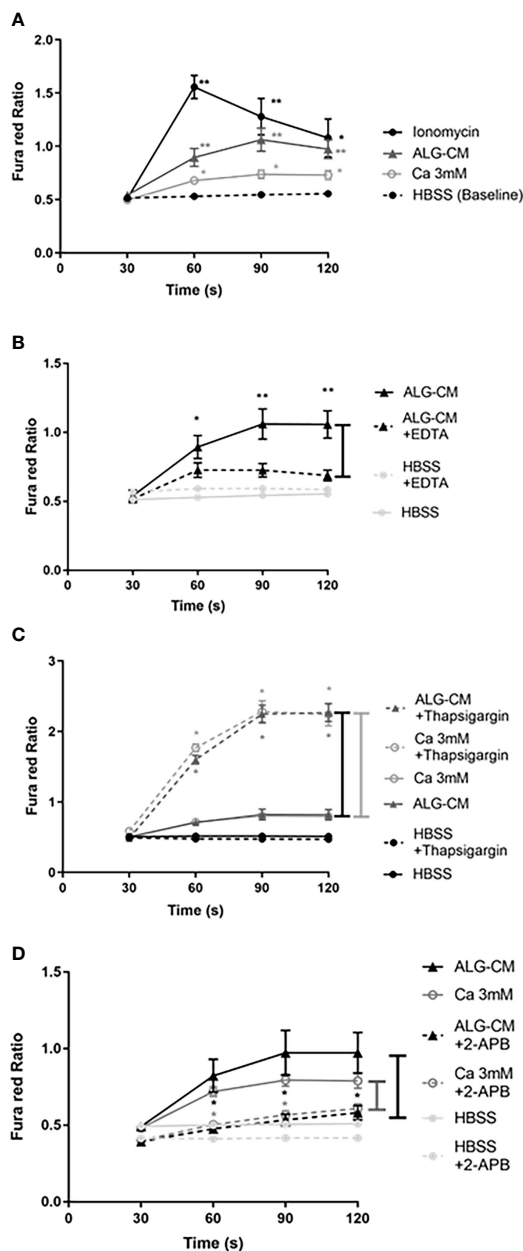 A
Fura red Ratio
2.0
1.5
1.0
0.5
0.0
0
30
60
90
120
Time (s)
**
**
*
**
**
**
*
*
*
Ionomycin
ALG-CM
Ca 3mM
HBSS (Baseline)
B
Fura red Ratio
1.5
1.0
0.5
0.0
0
30
60
90
120
Time (s)
*
**
**
ALG-CM
ALG-CM
+EDTA
HBSS
+EDTA
HBSS
C
Fura red Ratio
3
2
1
0
0
30
60
90
120
Time (s)
*
*
*
*
*
*
ALG-CM
+Thapsigargin
Ca 3mM
+Thapsigargin
Ca 3mM
ALG-CM
HBSS
+Thapsigargin
HBSS
D
Fura red Ratio
1.5
1.0
0.5
0.0
0
30
60
90
120
Time (s)
*
*
*
*
*
*
ALG-CM
Ca 3mM
ALG-CM
+2-APB
Ca 3mM
+2-APB
HBSS
HBSS
+2-APB